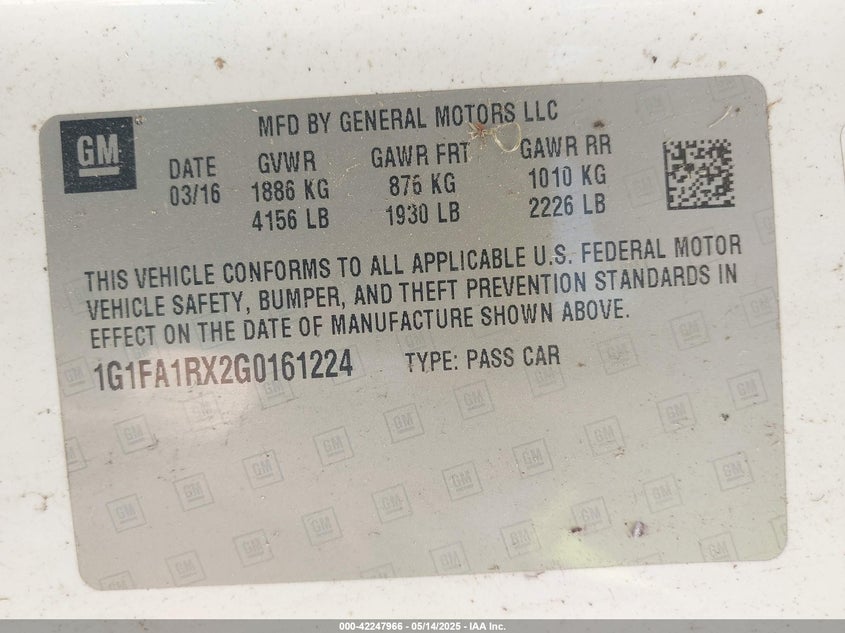 GM
MFD BY GENERAL MOTORS LLC
DATE GVWR GAWR FRT GAWR RR
03/16 1886 KG 876 KG 1010 KG
4156 LB 1930 LB 2226 LB
THIS VEHICLE CONFORMS TO ALL APPLICABLE U.S. FEDERAL MOTOR
VEHICLE SAFETY, BUMPER, AND THEFT PREVENTION STANDARDS IN
EFFECT ON THE DATE OF MANUFACTURE SHOWN ABOVE.
1G1FA1RX2G0161224 TYPE: PASS CAR
000-42247966 - 05/14/2025 - IAA Inc.